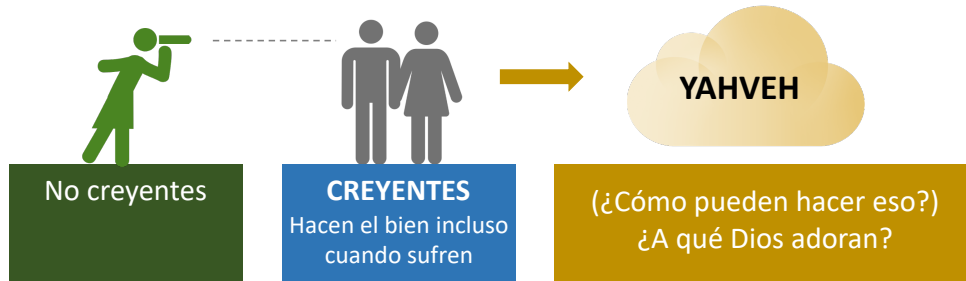 YAHVEH
No creyentes
CREYENTES
Hacen el bien incluso
cuando sufren
(¿Cómo pueden hacer eso?)
¿A qué Dios adoran?